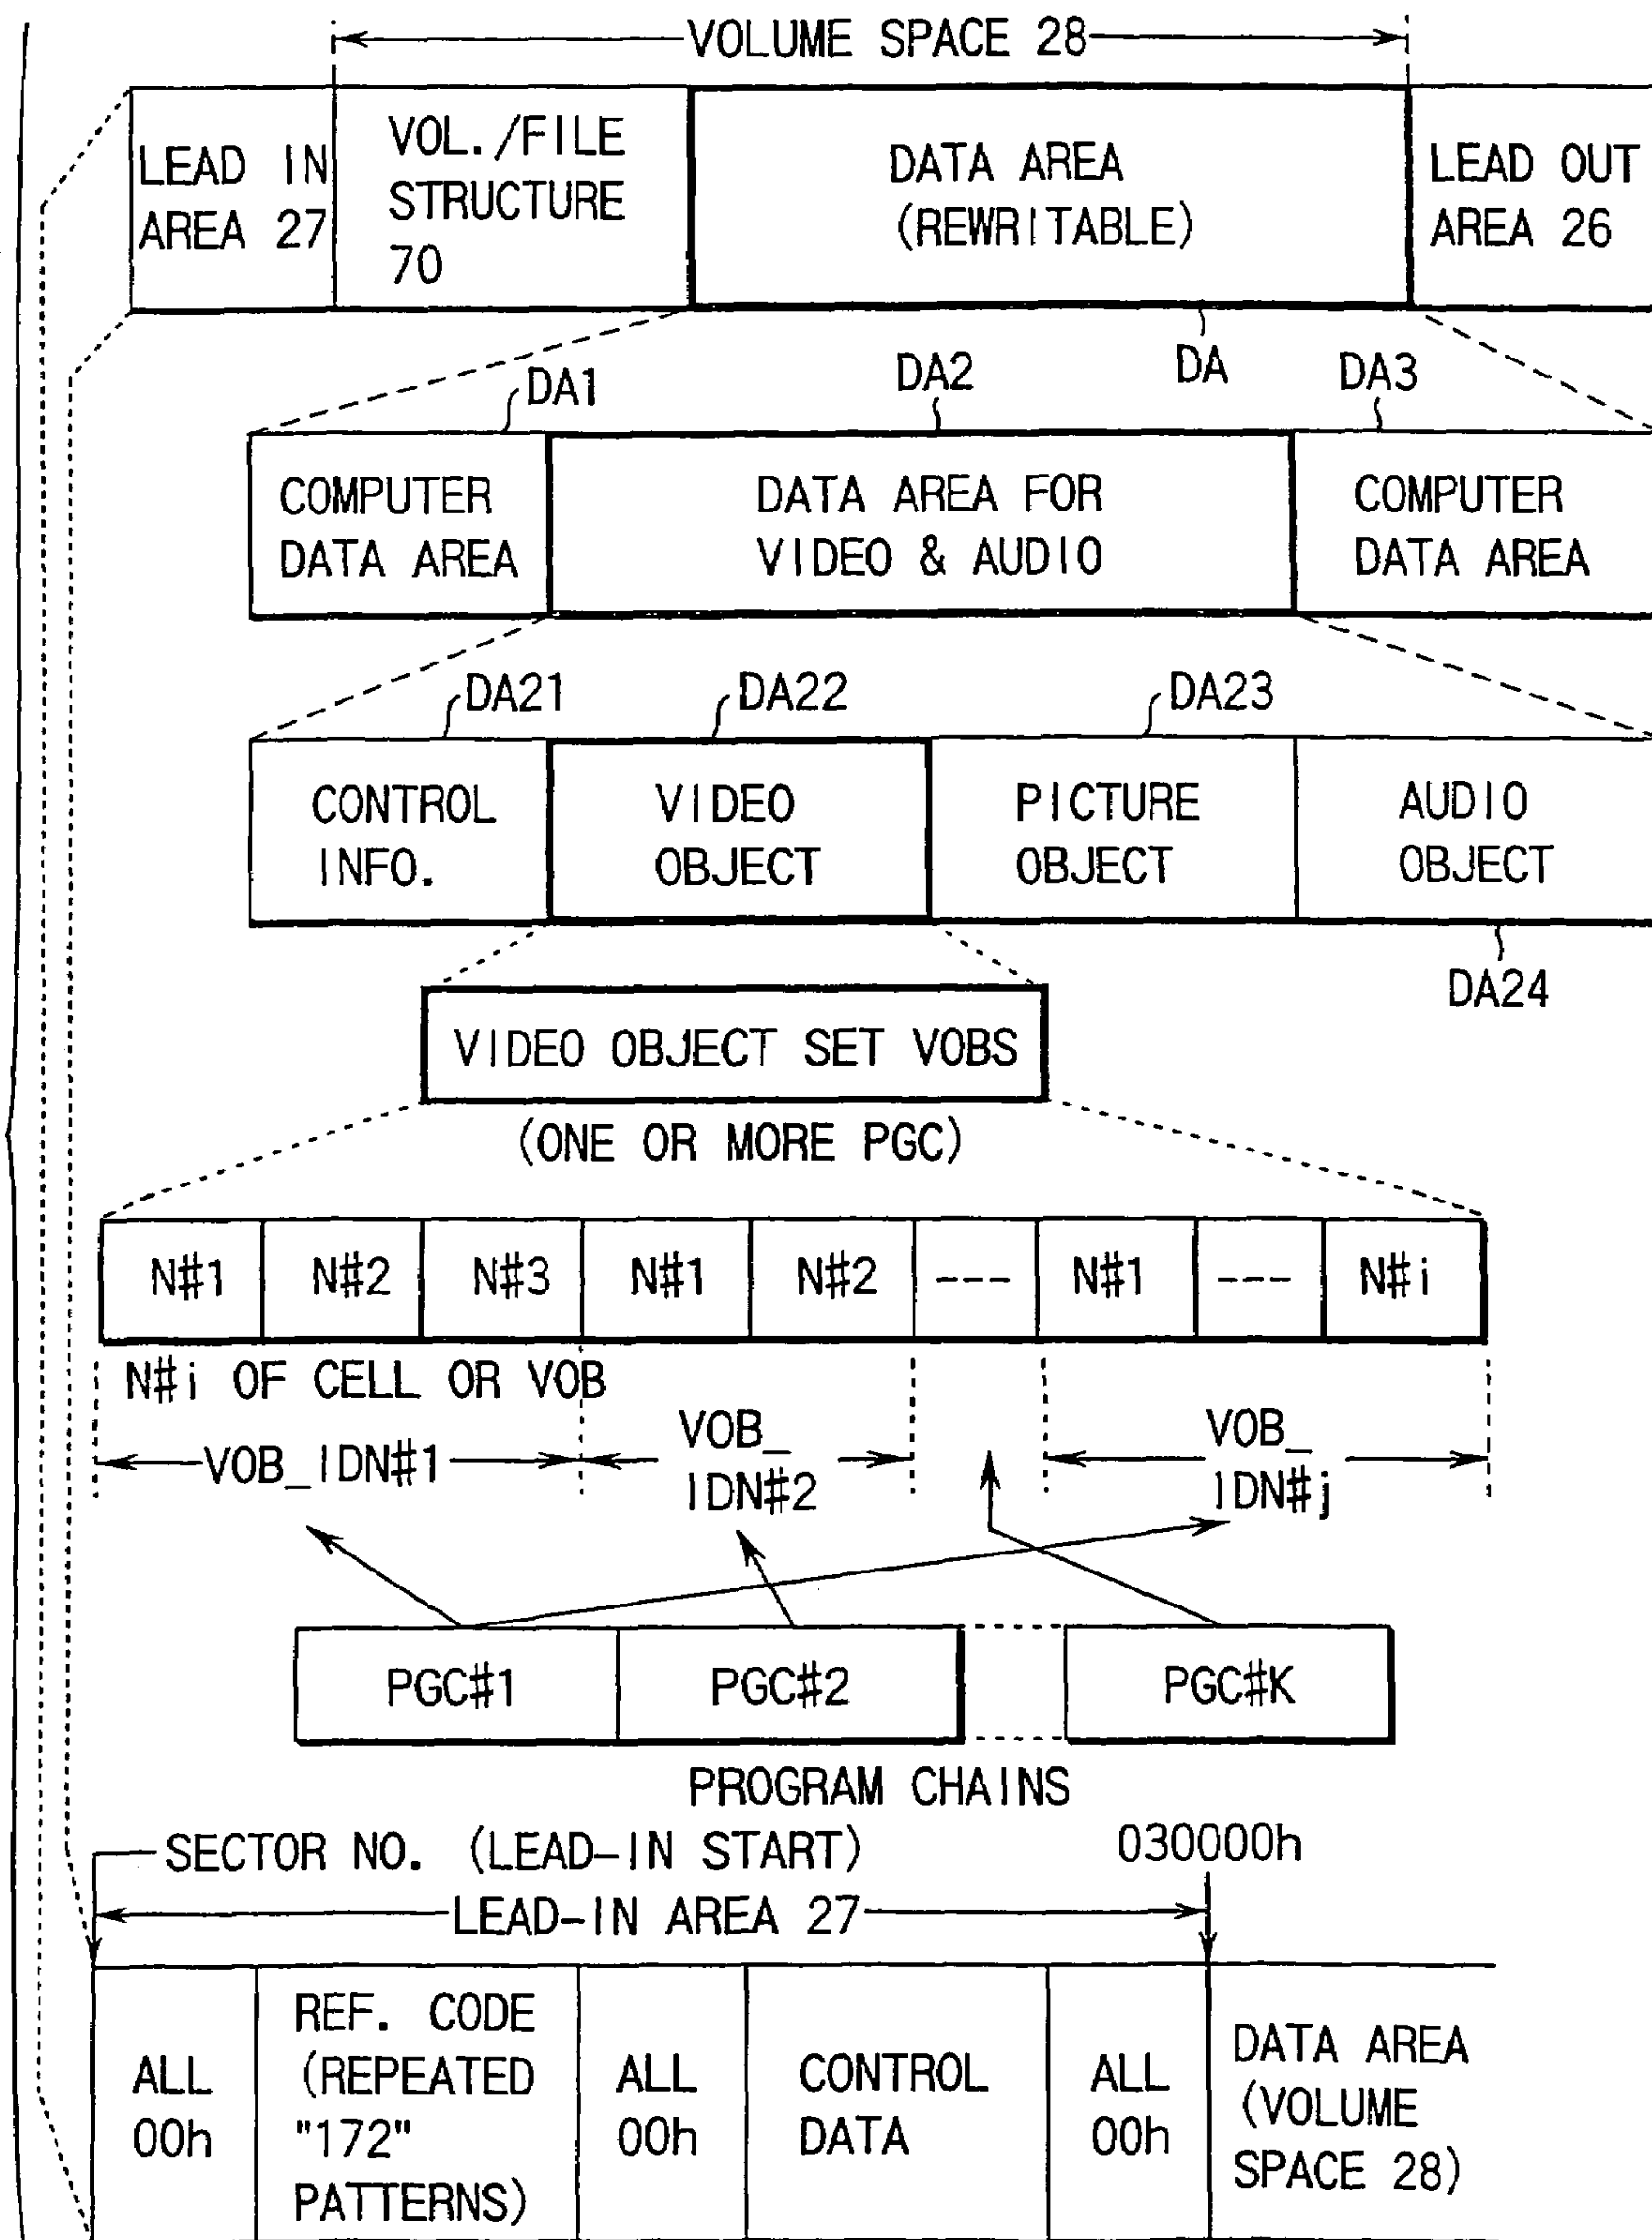 VOLUME SPACE 28
LEAD IN
AREA 27
VOL./FILE
STRUCTURE
70
DATA AREA
(REWRITABLE)
LEAD OUT
AREA 26
DA
DA1
DA2
DA3
COMPUTER
DATA AREA
DATA AREA FOR
VIDEO & AUDIO
COMPUTER
DATA AREA
DA21
DA22
DA23
CONTROL
INFO.
VIDEO
OBJECT
PICTURE
OBJECT
AUDIO
OBJECT
DA24
VIDEO OBJECT SET VOBS
(ONE OR MORE PGC)
N#1 N#2 N#3 N#1 N#2 --- N#1 --- N#i
N#i OF CELL OR VOB
VOB_IDN#1
VOB_
IDN#2
VOB_
IDN#j
PGC#1 PGC#2 PGC#K
PROGRAM CHAINS
SECTOR NO. (LEAD-IN START)
030000h
LEAD-IN AREA 27
ALL
00h
REF. CODE
(REPEATED
"172"
PATTERNS)
ALL
00h
CONTROL
DATA
ALL
00h
DATA AREA
(VOLUME
SPACE 28)